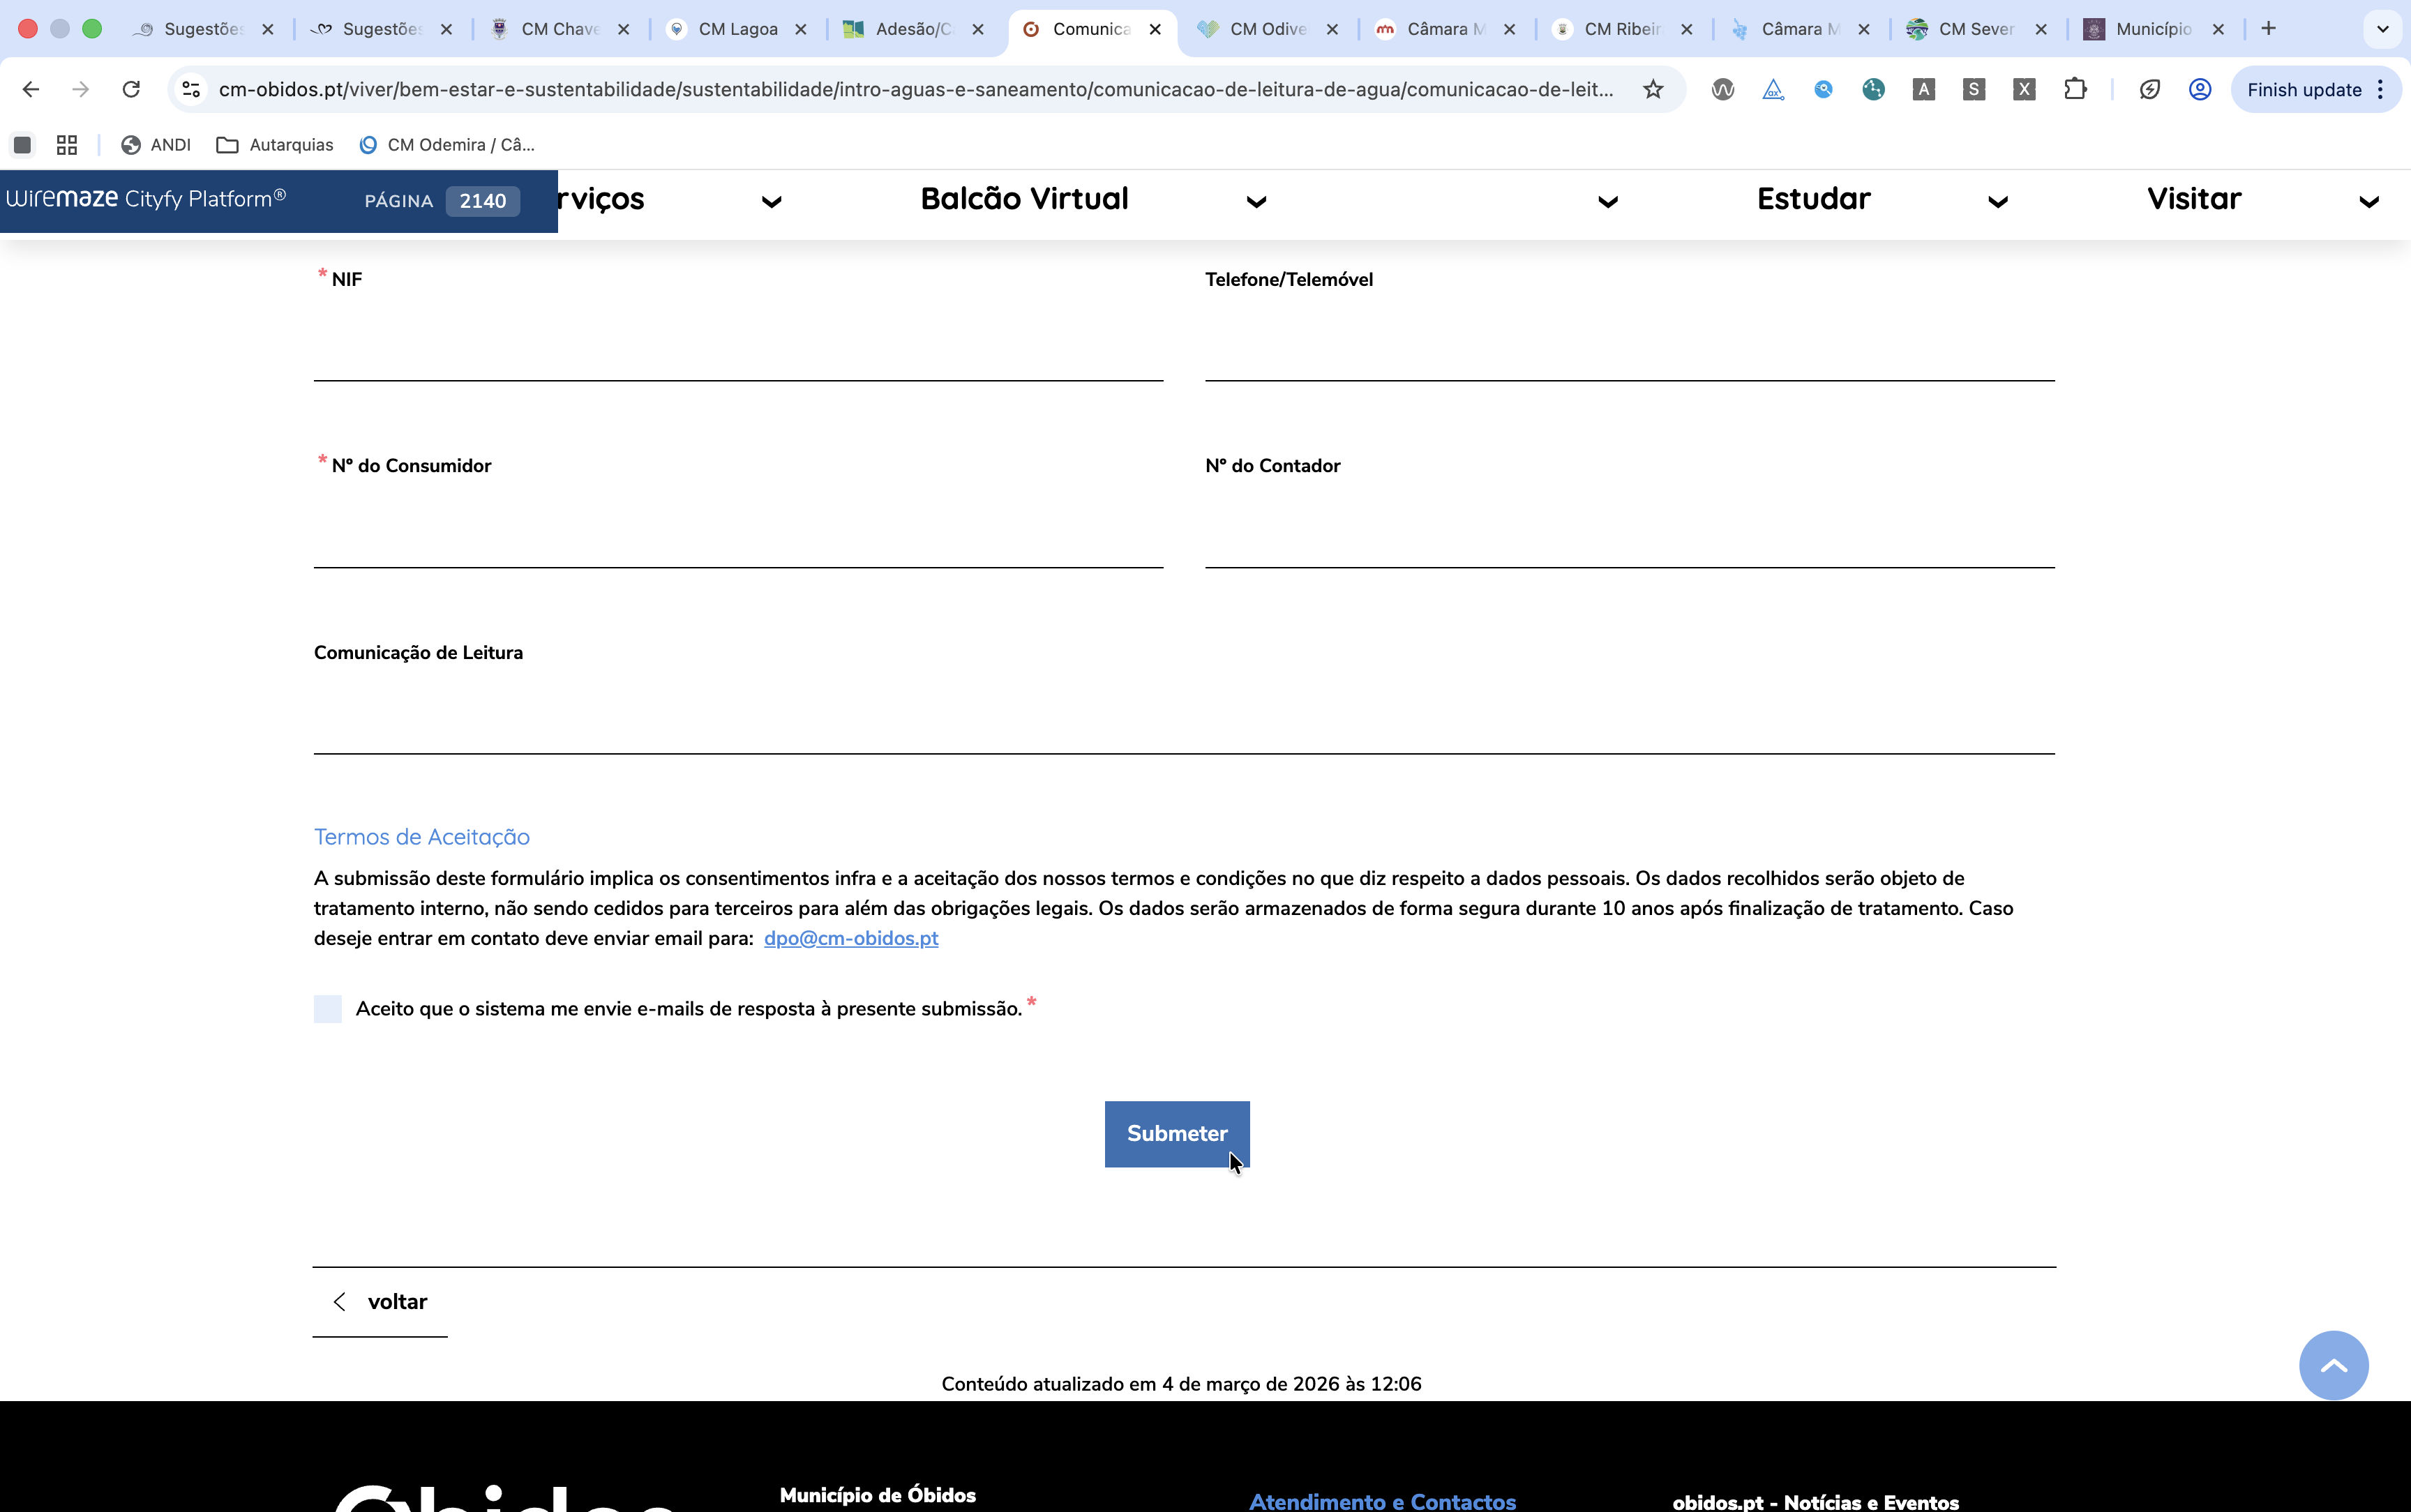 Sugestões
Sugestões
CM Chave
CM Lagoa
Adesão/C
Comunica
CM Odive
Câmara M
CM Ribeir
Câmara M
CM Sever
Município
cm-obidos.pt/viver/bem-estar-e-sustentabilidade/sustentabilidade/intro-aguas-e-saneamento/comunicacao-de-leitura-de-agua/comunicacao-de-leit...
A
S
X
Finish update
ANDI
Autarquias
CM Odemira / Câ...
wiremaze Cityfy Platform®
PÁGINA 2140
rviços
Balcão Virtual
Estudar
Visitar
* NIF
Telefone/Telemóvel
* Nº do Consumidor
Nº do Contador
Comunicação de Leitura
Termos de Aceitação
A submissão deste formulário implica os consentimentos infra e a aceitação dos nossos termos e condições no que diz respeito a dados pessoais. Os dados recolhidos serão objeto de
tratamento interno, não sendo cedidos para terceiros para além das obrigações legais. Os dados serão armazenados de forma segura durante 10 anos após finalização de tratamento. Caso
deseje entrar em contato deve enviar email para: dpo@cm-obidos.pt
Aceito que o sistema me envie e-mails de resposta à presente submissão. *
Submeter
voltar
Conteúdo atualizado em 4 de março de 2026 às 12:06
Óbidos
Município de Óbidos
Atendimento e Contactos
obidos.pt - Notícias e Eventos